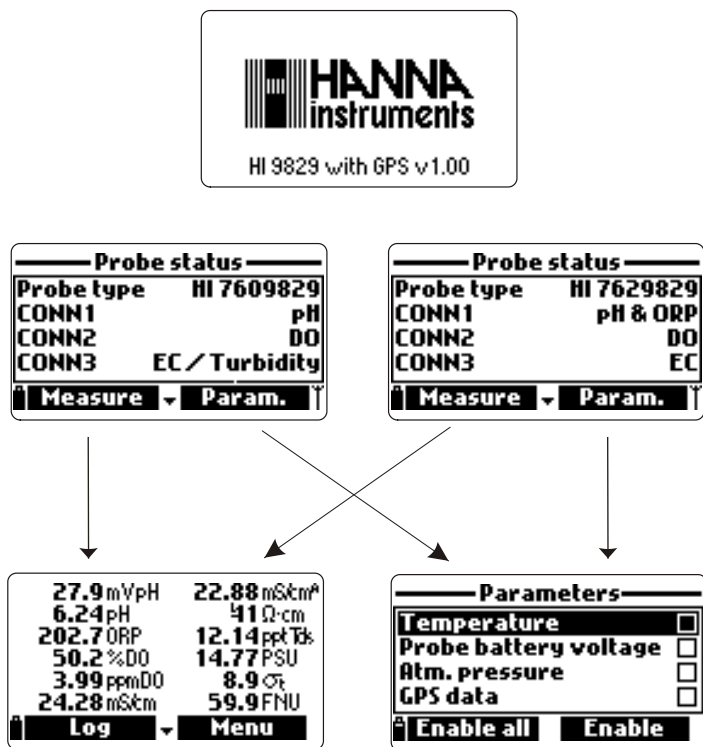 HANNA
instruments
HI 9829 with GPS v1.00
Probe status
Probe type HI 7609829
CONN1 pH
CONN2 DO
CONN3 EC/Turbidity
Measure Param.
Probe status
Probe type HI 7629829
CONN1 pH & ORP
CONN2 DO
CONN3 EC
Measure Param.
27.9 mVpH 22.88 mS/cmᴬ
6.24 pH 41 Ω·cm
202.7 ORP 12.14 ppt Tds
50.2 %DO 14.77 PSU
3.99 ppmDO 8.9 σt
24.28 mS/cm 59.9 FNU
Log Menu
Parameters
Temperature
Probe battery voltage
Atm. pressure
GPS data
Enable all Enable